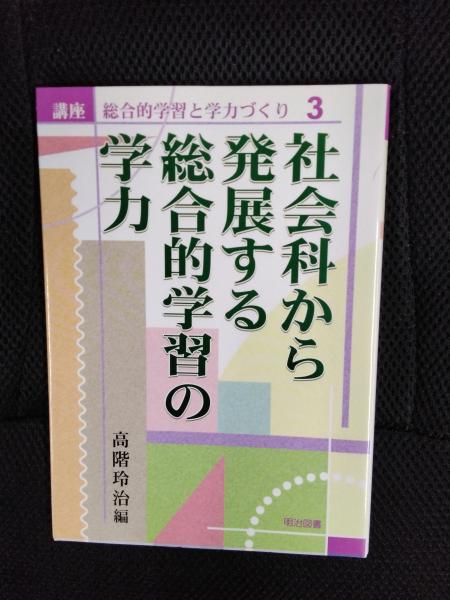 講座 総合的学習と学力づくり 3
社会科から
発展する
総合的学習の
学力
高階玲治編
明治図書